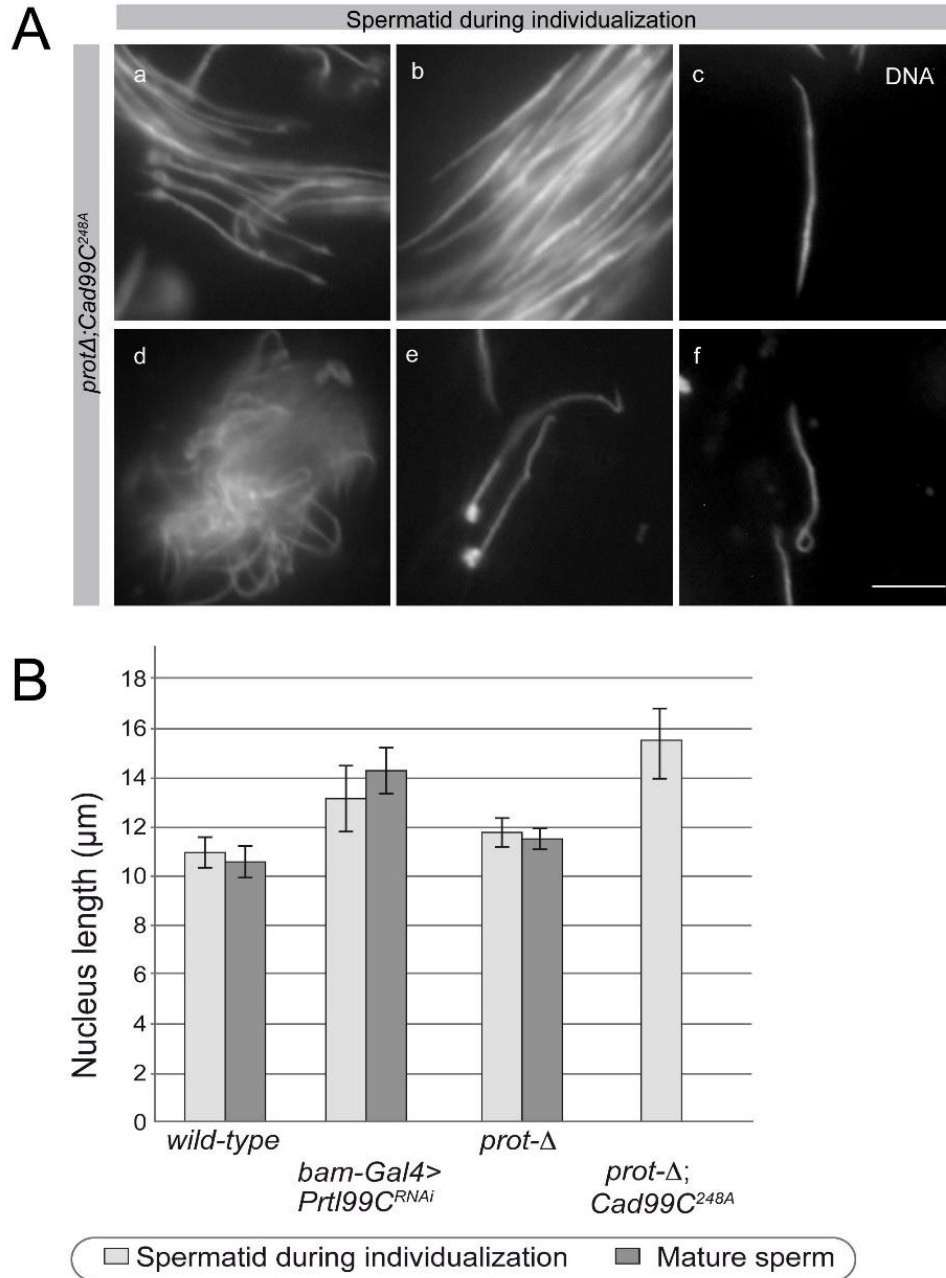 A
Spermatid during individualization
protΔ;Cad99C248A
a
b
c
DNA
d
e
f
B
Nucleus length (µm)
18
16
14
12
10
8
6
4
2
0
wild-type
bam-Gal4>
Prtl99CRNAi
prot-Δ
prot-Δ;
Cad99C248A
Spermatid during individualization
Mature sperm